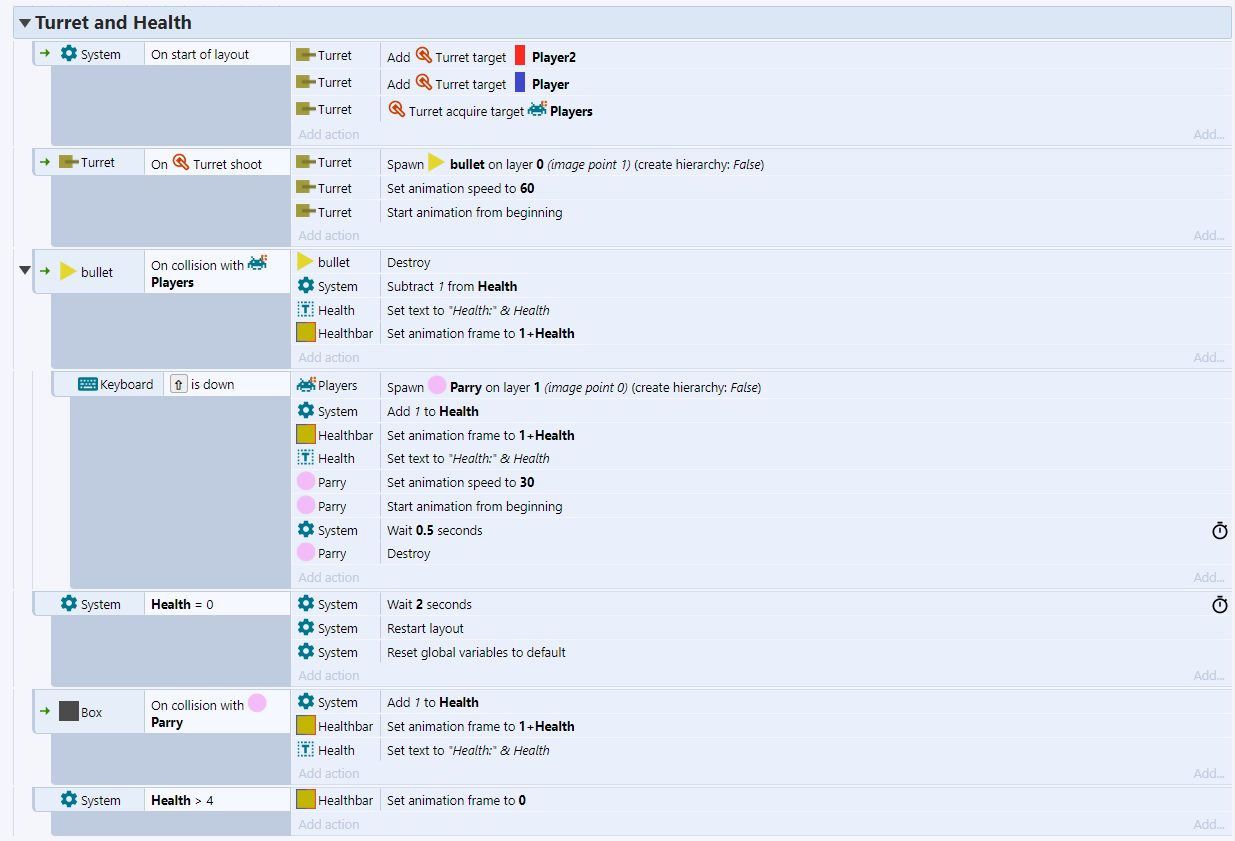 Turret and Health
System On start of layout Turret Add Turret target Player2
Turret Add Turret target Player
Turret Turret acquire target Players
Add action Add...
Turret On Turret shoot Turret Spawn bullet on layer 0 (image point 1) (create hierarchy: False)
Turret Set animation speed to 60
Turret Start animation from beginning
Add action Add...
bullet On collision with Players bullet Destroy
System Subtract 1 from Health
T Health Set text to "Health:" & Health
Healthbar Set animation frame to 1+Health
Add action Add...
Keyboard ⇧ is down Players Spawn Parry on layer 1 (image point 0) (create hierarchy: False)
System Add 1 to Health
Healthbar Set animation frame to 1+Health
T Health Set text to "Health:" & Health
Parry Set animation speed to 30
Parry Start animation from beginning
System Wait 0.5 seconds
Parry Destroy
Add action Add...
System Health = 0 System Wait 2 seconds
System Restart layout
System Reset global variables to default
Add action Add...
Box On collision with Parry System Add 1 to Health
Healthbar Set animation frame to 1+Health
T Health Set text to "Health:" & Health
Add action Add...
System Health > 4 Healthbar Set animation frame to 0
Add action Add...